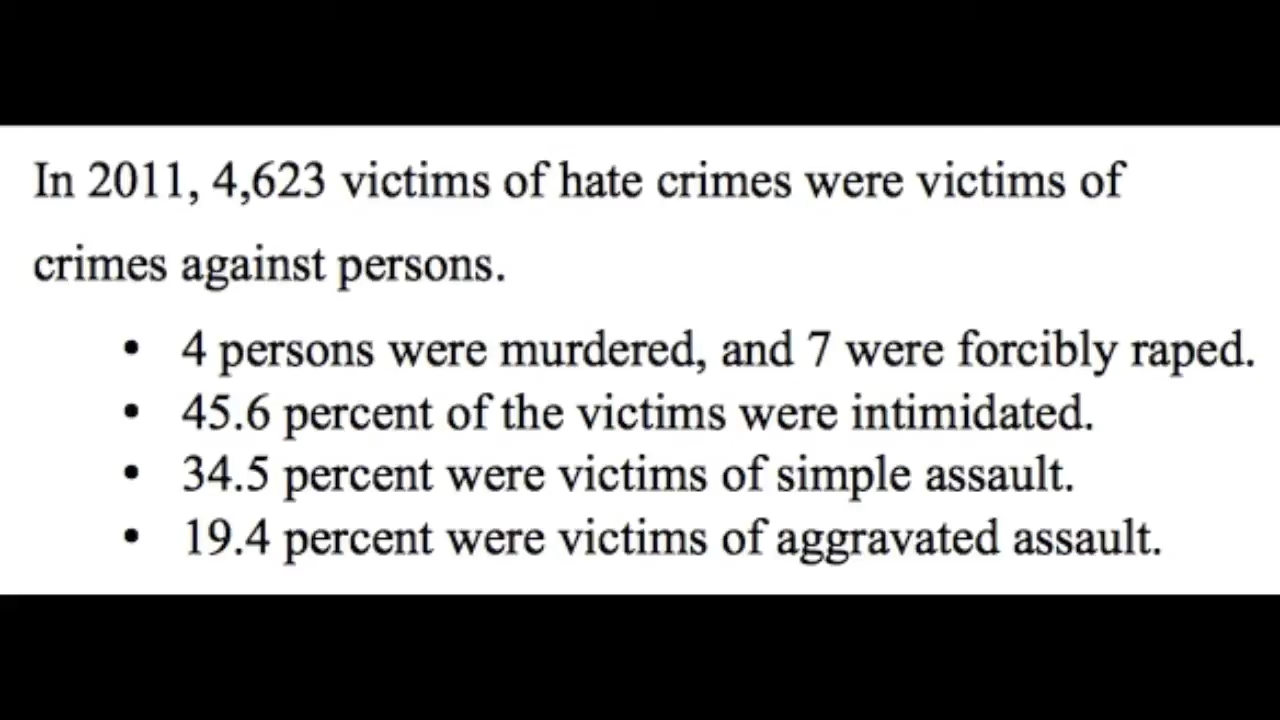 In 2011, 4,623 victims of hate crimes were victims of
crimes against persons.
• 4 persons were murdered, and 7 were forcibly raped.
• 45.6 percent of the victims were intimidated.
• 34.5 percent were victims of simple assault.
• 19.4 percent were victims of aggravated assault.